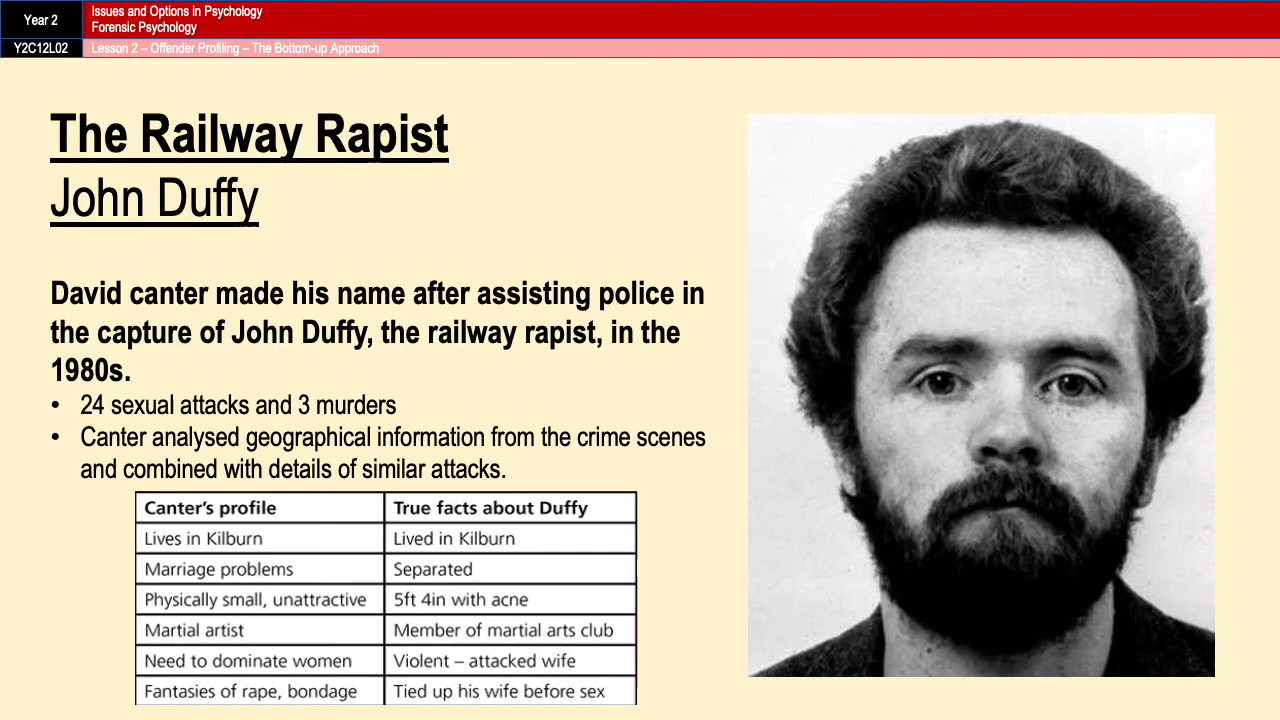 Year 2
Issues and Options in Psychology
Forensic Psychology
Y2C12L02
Lesson 2 – Offender Profiling – The Bottom-up Approach
The Railway Rapist
John Duffy
David canter made his name after assisting police in
the capture of John Duffy, the railway rapist, in the
1980s.
• 24 sexual attacks and 3 murders
• Canter analysed geographical information from the crime scenes
and combined with details of similar attacks.
Canter's profile True facts about Duffy
Lives in Kilburn Lived in Kilburn
Marriage problems Separated
Physically small, unattractive 5ft 4in with acne
Martial artist Member of martial arts club
Need to dominate women Violent – attacked wife
Fantasies of rape, bondage Tied up his wife before sex